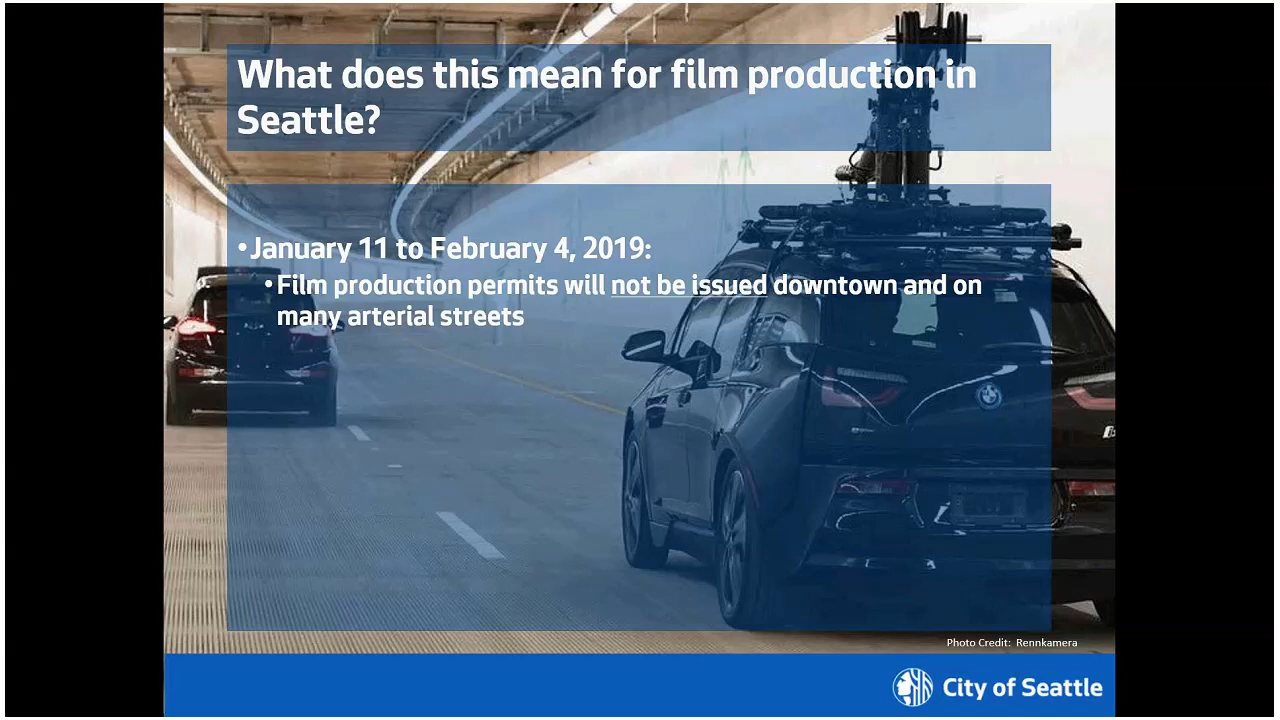 What does this mean for film production in
Seattle?
•January 11 to February 4, 2019:
•Film production permits will not be issued downtown and on
many arterial streets
Photo Credit: Rennkamera
City of Seattle